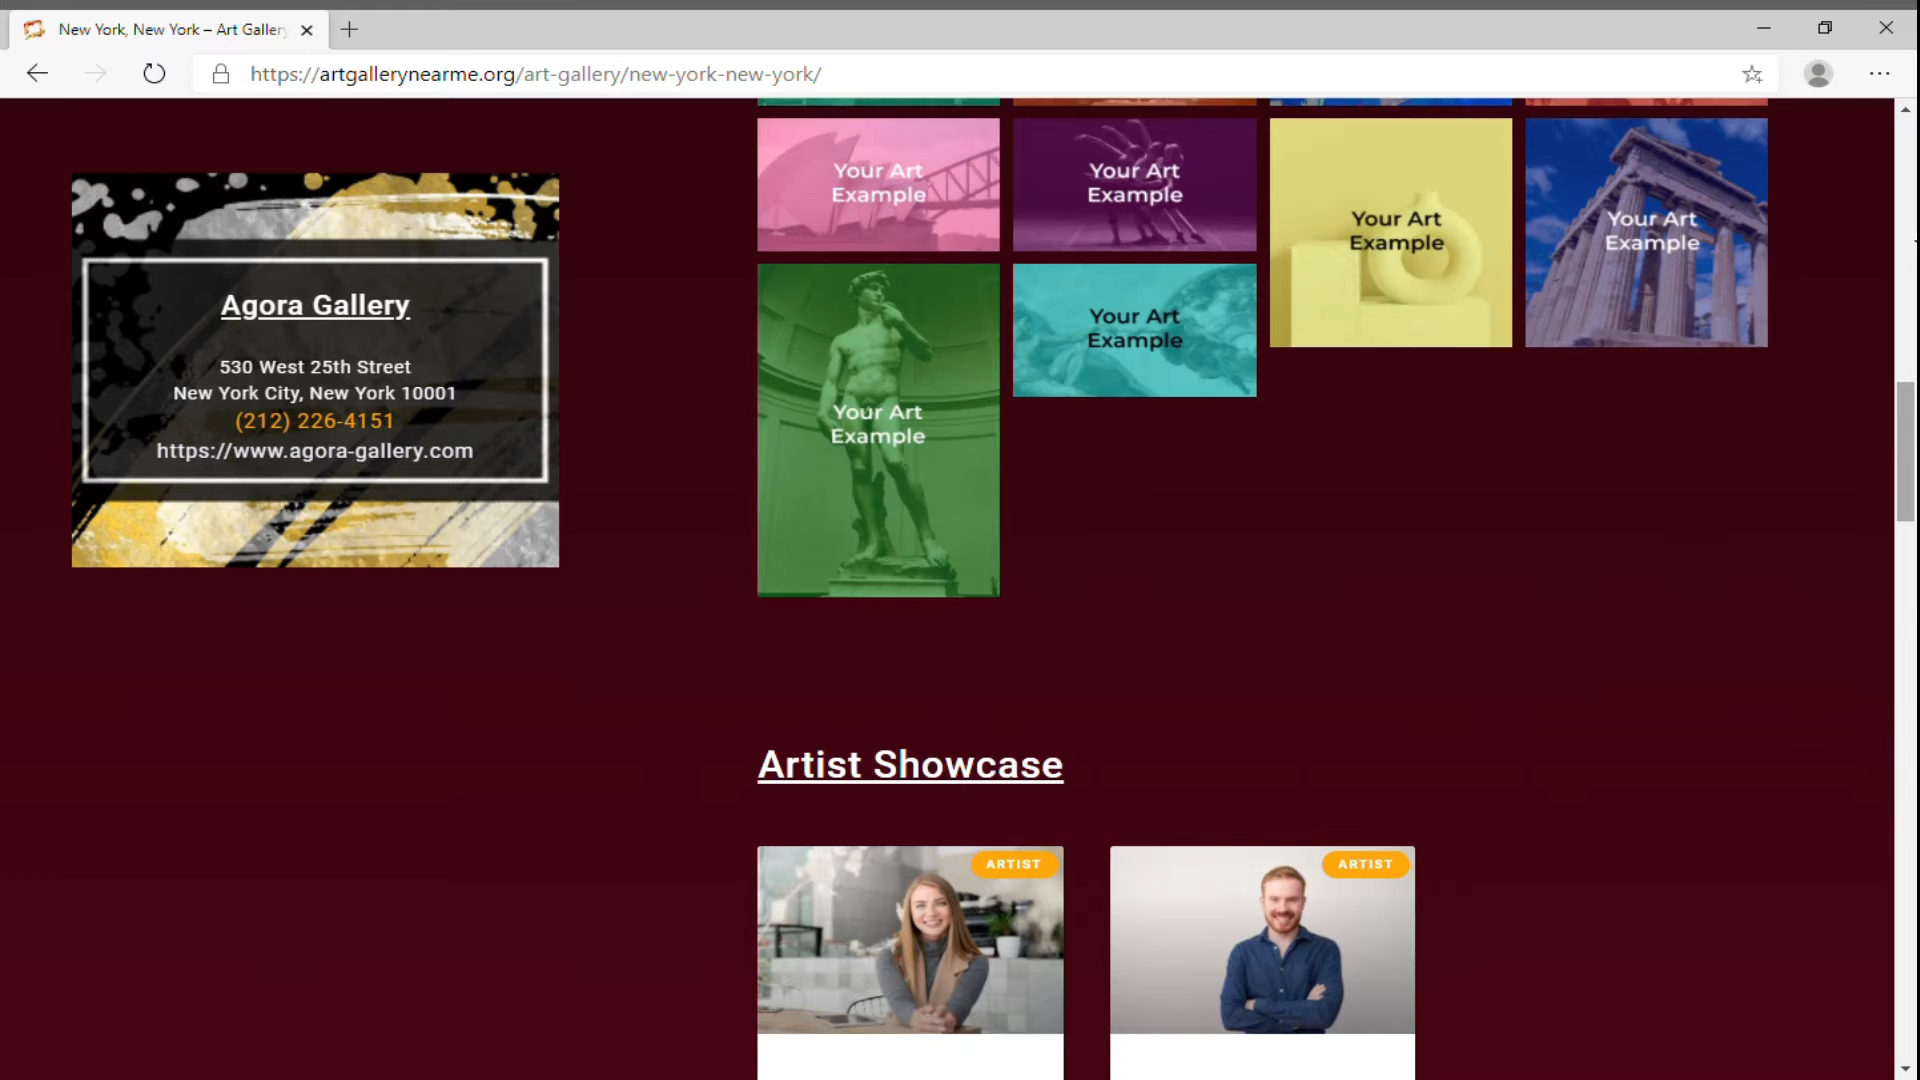 New York, New York – Art Gallery
https://artgallerynearme.org/art-gallery/new-york-new-york/
Agora Gallery
530 West 25th Street
New York City, New York 10001
(212) 226-4151
https://www.agora-gallery.com
Your Art
Example
Your Art
Example
Your Art
Example
Your Art
Example
Your Art
Example
Your Art
Example
Artist Showcase
ARTIST
ARTIST